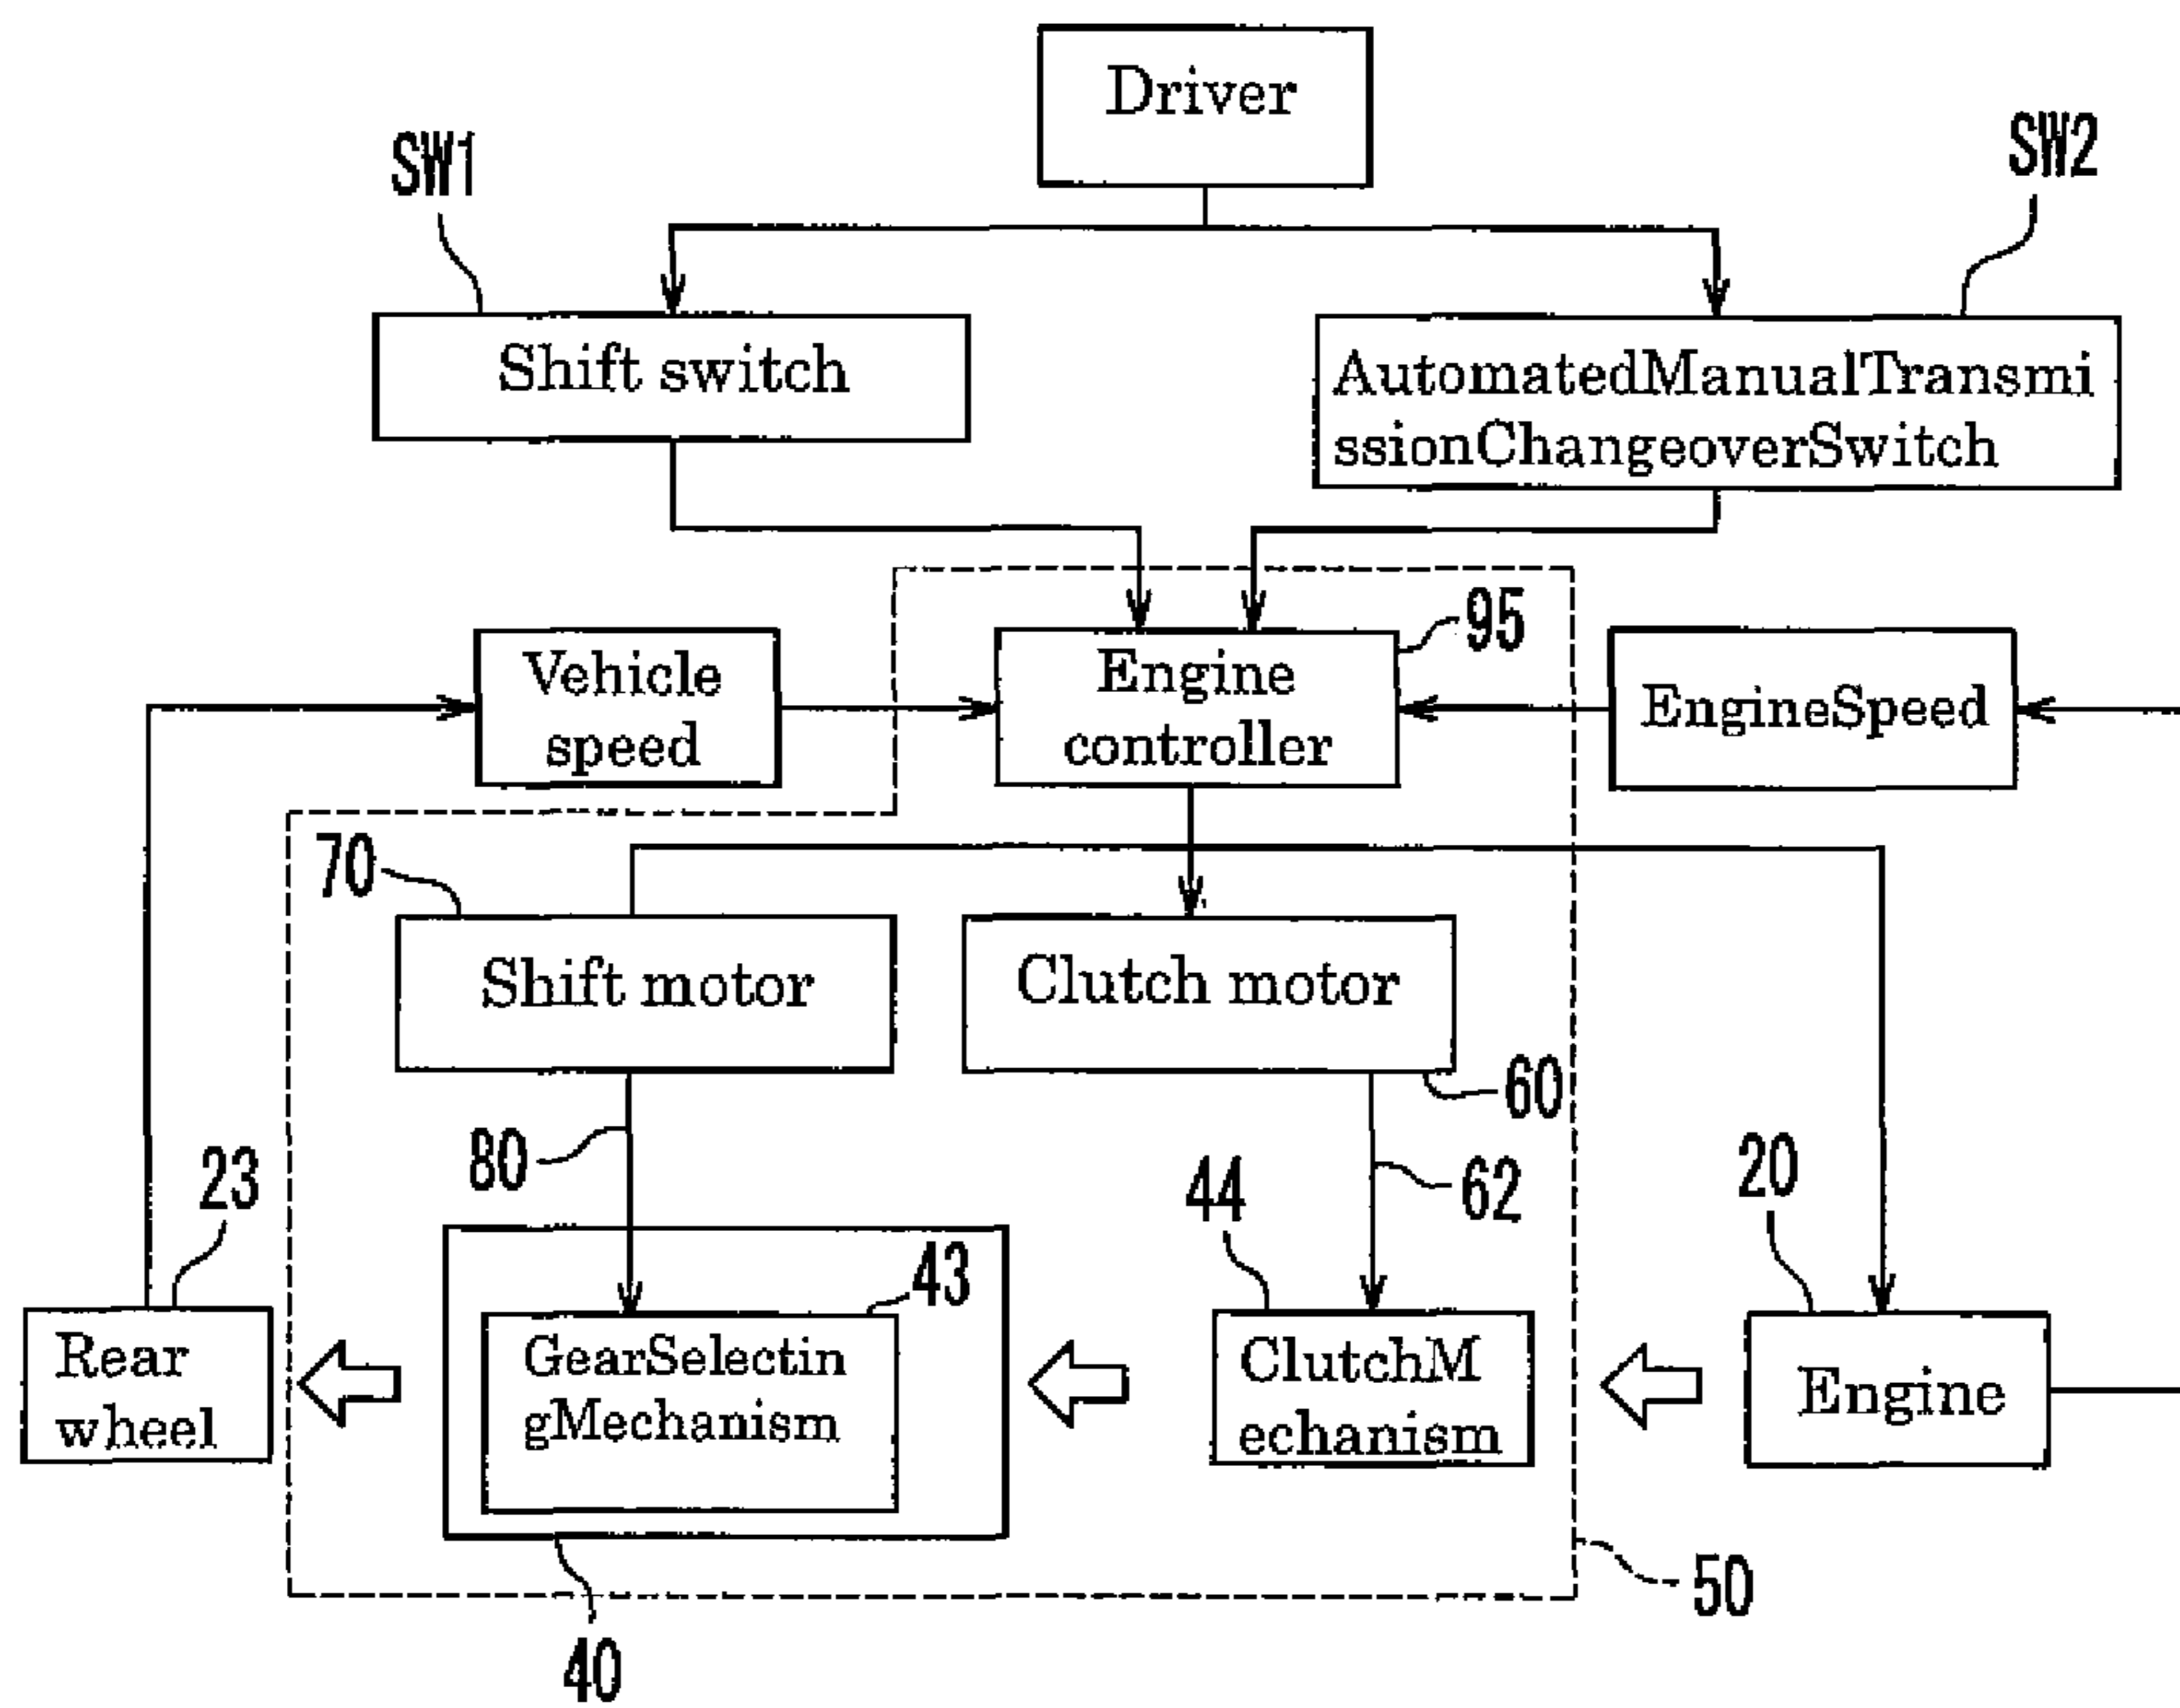 Driver
SW1
SW2
Shift switch
AutomatedManualTransmi
ssionChangeoverSwitch
95
Vehicle
speed
Engine
controller
EngineSpeed
70
Shift motor
Clutch motor
60
80
62
23
44
20
43
Rear
wheel
GearSelectin
gMechanism
ClutchM
echanism
Engine
50
40